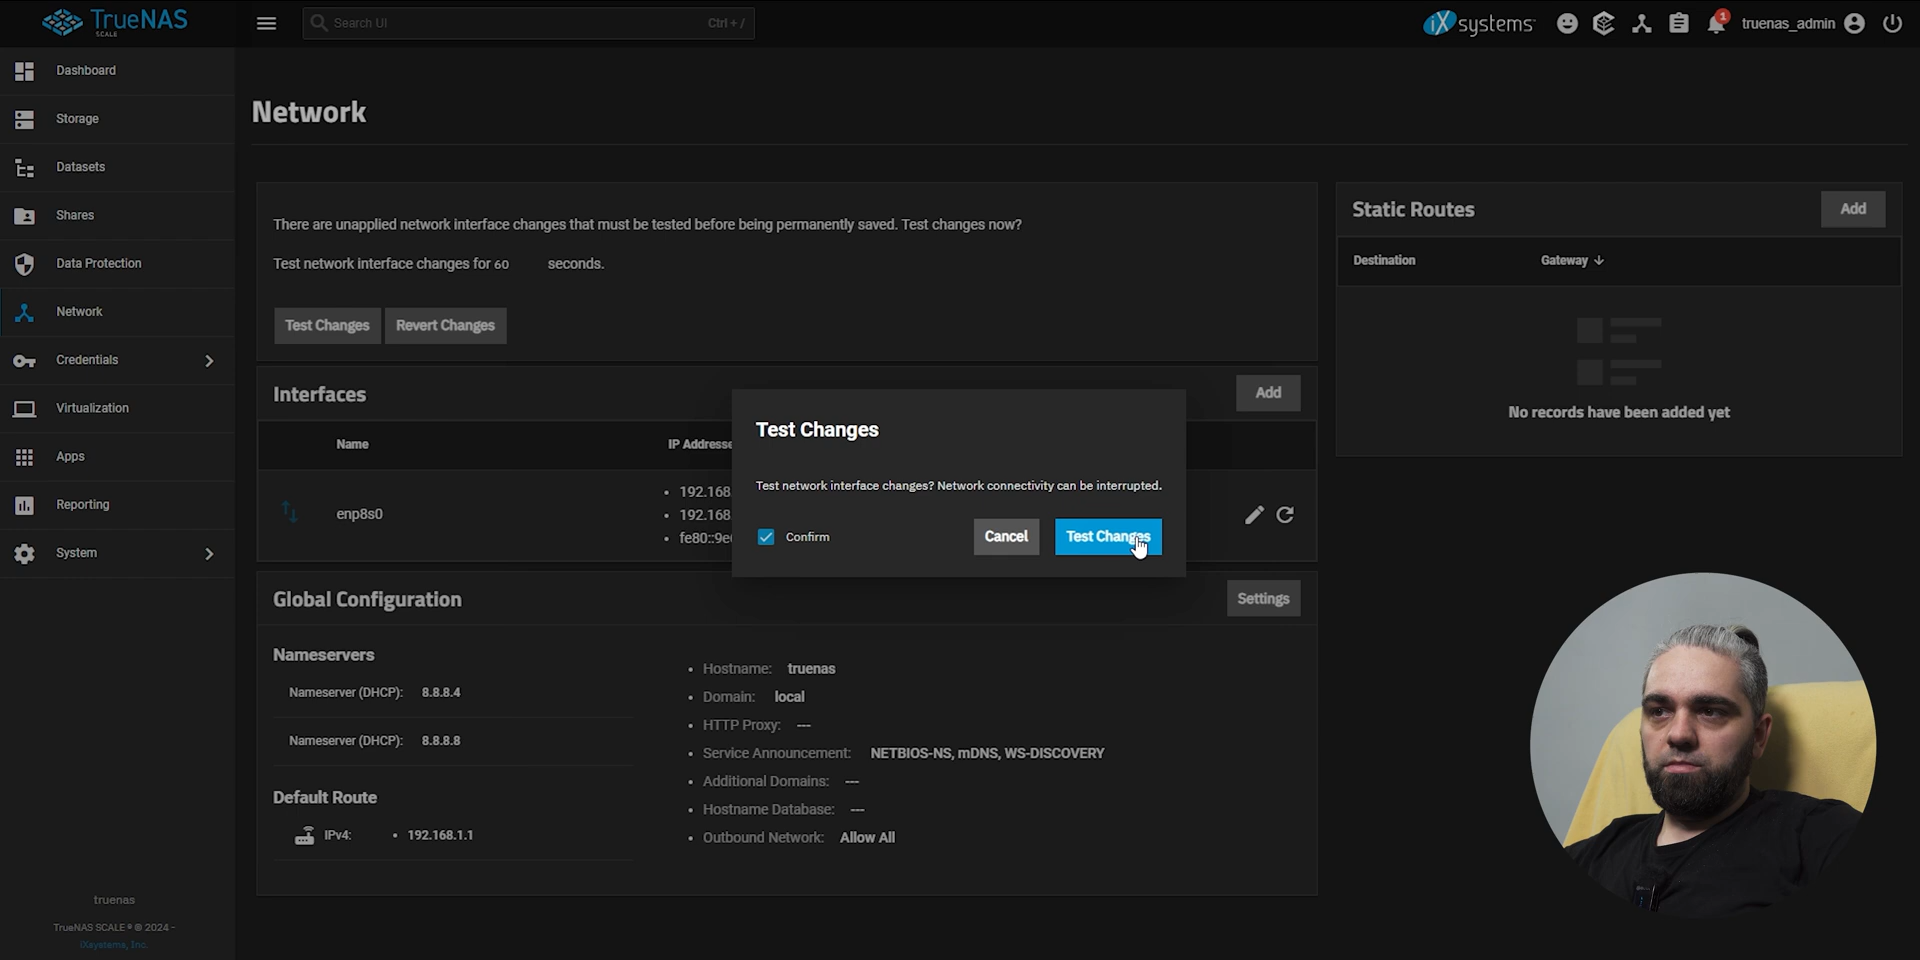 TrueNAS
SCALE
Search UI
Ctrl + /
iXsystems
1
truenas_admin
Dashboard
Storage
Datasets
Shares
Data Protection
Network
Credentials
Virtualization
Apps
Reporting
System
truenas
TrueNAS SCALE ® © 2024 -
iXsystems, Inc.
Network
There are unapplied network interface changes that must be tested before being permanently saved. Test changes now?
Test network interface changes for 60 seconds.
Test Changes
Revert Changes
Interfaces
Add
Name
IP Addresse
enp8s0
• 192.168
• 192.168
• fe80::9e
Test Changes
Test network interface changes? Network connectivity can be interrupted.
Confirm
Cancel
Test Changes
Global Configuration
Settings
Nameservers
Nameserver (DHCP): 8.8.8.4
Nameserver (DHCP): 8.8.8.8
Default Route
IPv4: • 192.168.1.1
• Hostname: truenas
• Domain: local
• HTTP Proxy: ---
• Service Announcement: NETBIOS-NS, mDNS, WS-DISCOVERY
• Additional Domains: ---
• Hostname Database: ---
• Outbound Network: Allow All
Static Routes
Add
Destination
Gateway
No records have been added yet